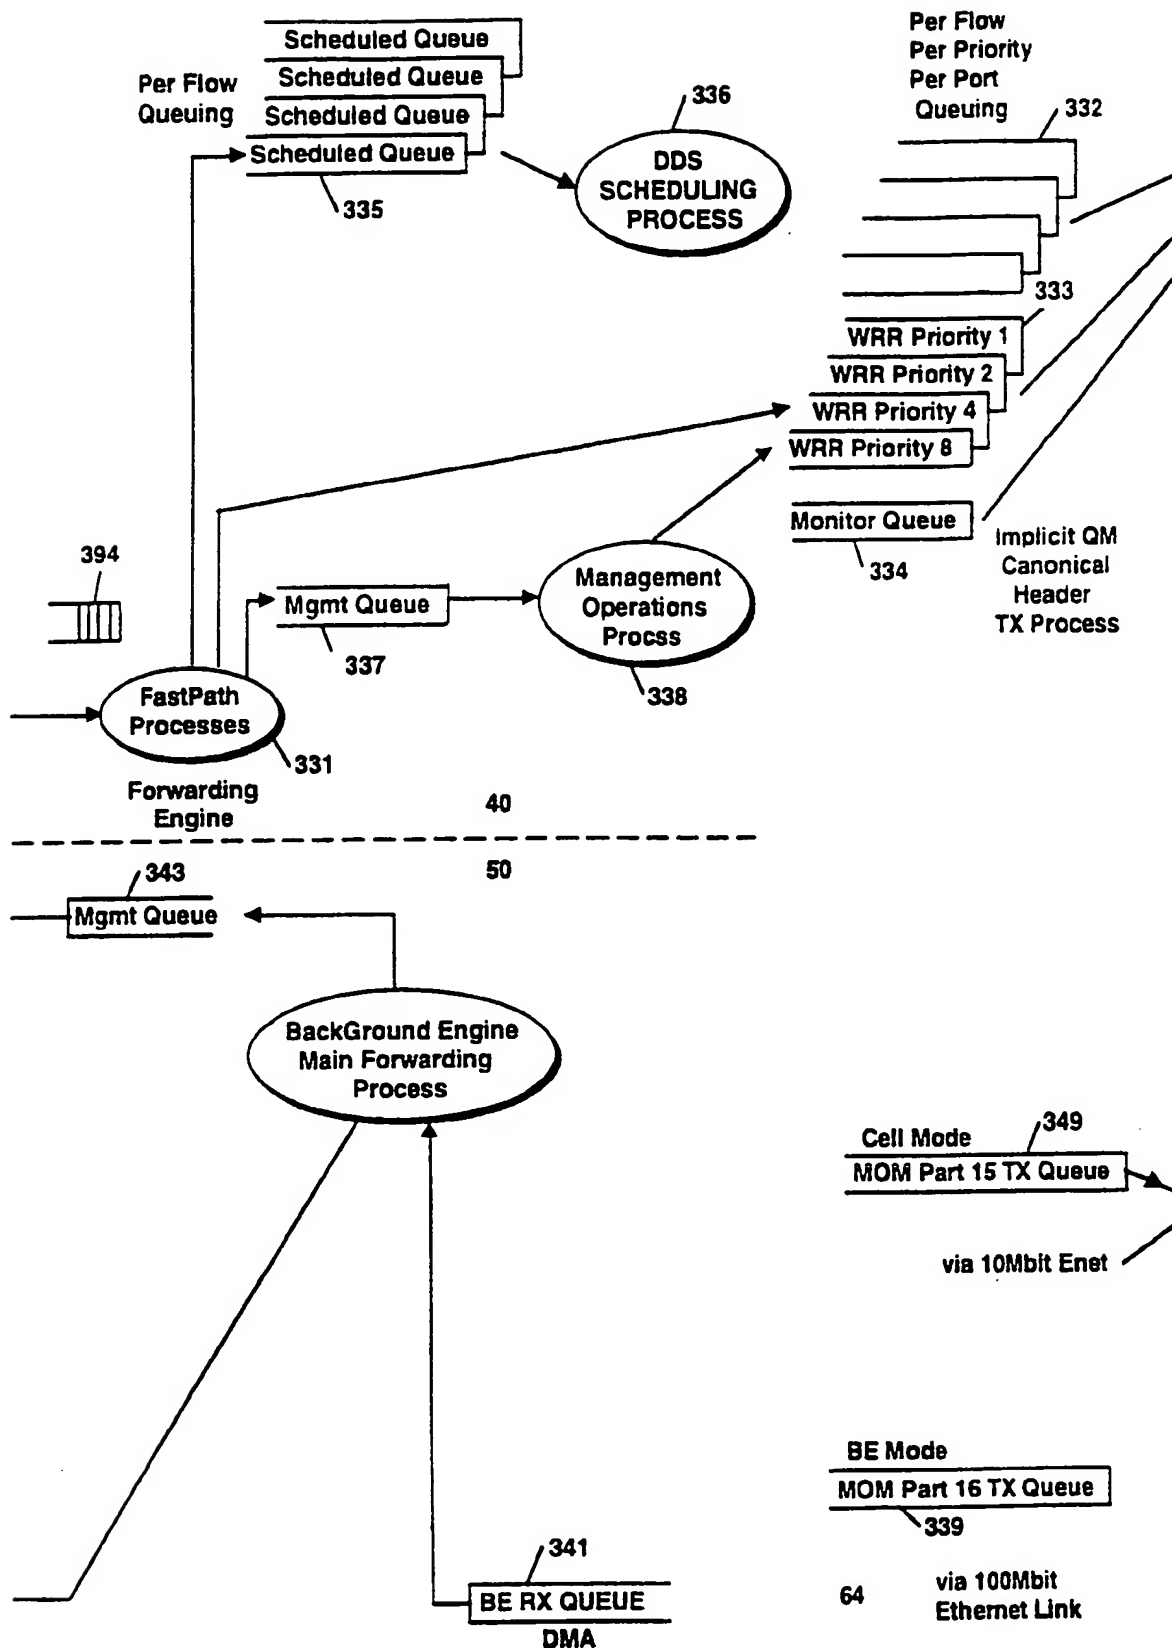 Scheduled Queue
Scheduled Queue
Scheduled Queue
Scheduled Queue
Per Flow
Queuing
335
336
DDS
SCHEDULING
PROCESS
Per Flow
Per Priority
Per Port
Queuing
332
333
WRR Priority 1
WRR Priority 2
WRR Priority 4
WRR Priority 8
Monitor Queue
334
Implicit QM
Canonical
Header
TX Process
394
Mgmt Queue
337
Management
Operations
Procss
338
FastPath
Processes
331
Forwarding
Engine
40
50
343
Mgmt Queue
BackGround Engine
Main Forwarding
Process
Cell Mode
349
MOM Part 15 TX Queue
via 10Mbit Enet
BE Mode
MOM Part 16 TX Queue
339
341
BE RX QUEUE
DMA
64
via 100Mbit
Ethernet Link